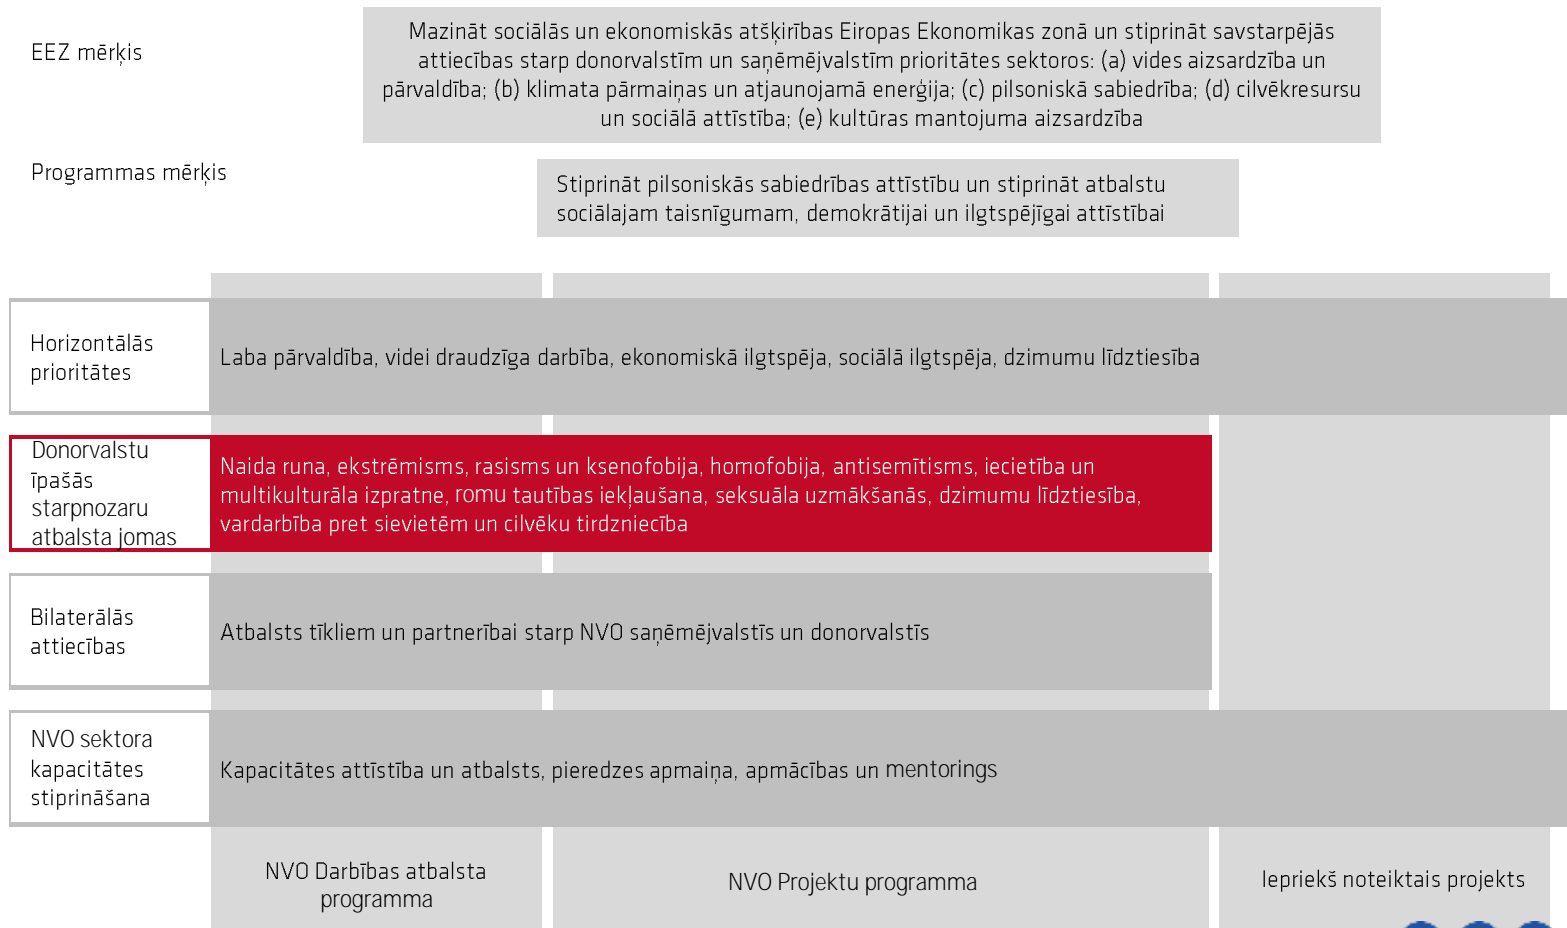 EEZ mērķis
Mazināt sociālās un ekonomiskās atšķirības Eiropas Ekonomikas zonā un stiprināt savstarpējās
attiecības starp donorvalstīm un saņēmējvalstīm prioritātes sektoros: (a) vides aizsardzība un
pārvaldība; (b) klimata pārmaiņas un atjaunojamā enerģija; (c) pilsoniskā sabiedrība; (d) cilvēkresursu
un sociālā attīstība; (e) kultūras mantojuma aizsardzība
Programmas mērķis
Stiprināt pilsoniskās sabiedrības attīstību un stiprināt atbalstu
sociālajam taisnīgumam, demokrātijai un ilgtspējīgai attīstībai
Horizontālās
prioritātes
Laba pārvaldība, videi draudzīga darbība, ekonomiskā ilgtspēja, sociālā ilgtspēja, dzimumu līdztiesība
Donorvalstu
īpašās
starpnozaru
atbalsta jomas
Naida runa, ekstrēmisms, rasisms un ksenofobija, homofobija, antisemītisms, iecietība un
multikulturāla izpratne, romu tautības iekļaušana, seksuāla uzmākšanās, dzimumu līdztiesība,
vardarbība pret sievietēm un cilvēku tirdzniecība
Bilaterālās
attiecības
Atbalsts tīkliem un partnerībai starp NVO saņēmējvalstīs un donorvalstīs
NVO sektora
kapacitātes
stiprināšana
Kapacitātes attīstība un atbalsts, pieredzes apmaiņa, apmācības un mentorings
NVO Darbības atbalsta
programma
NVO Projektu programma
Iepriekš noteiktais projekts